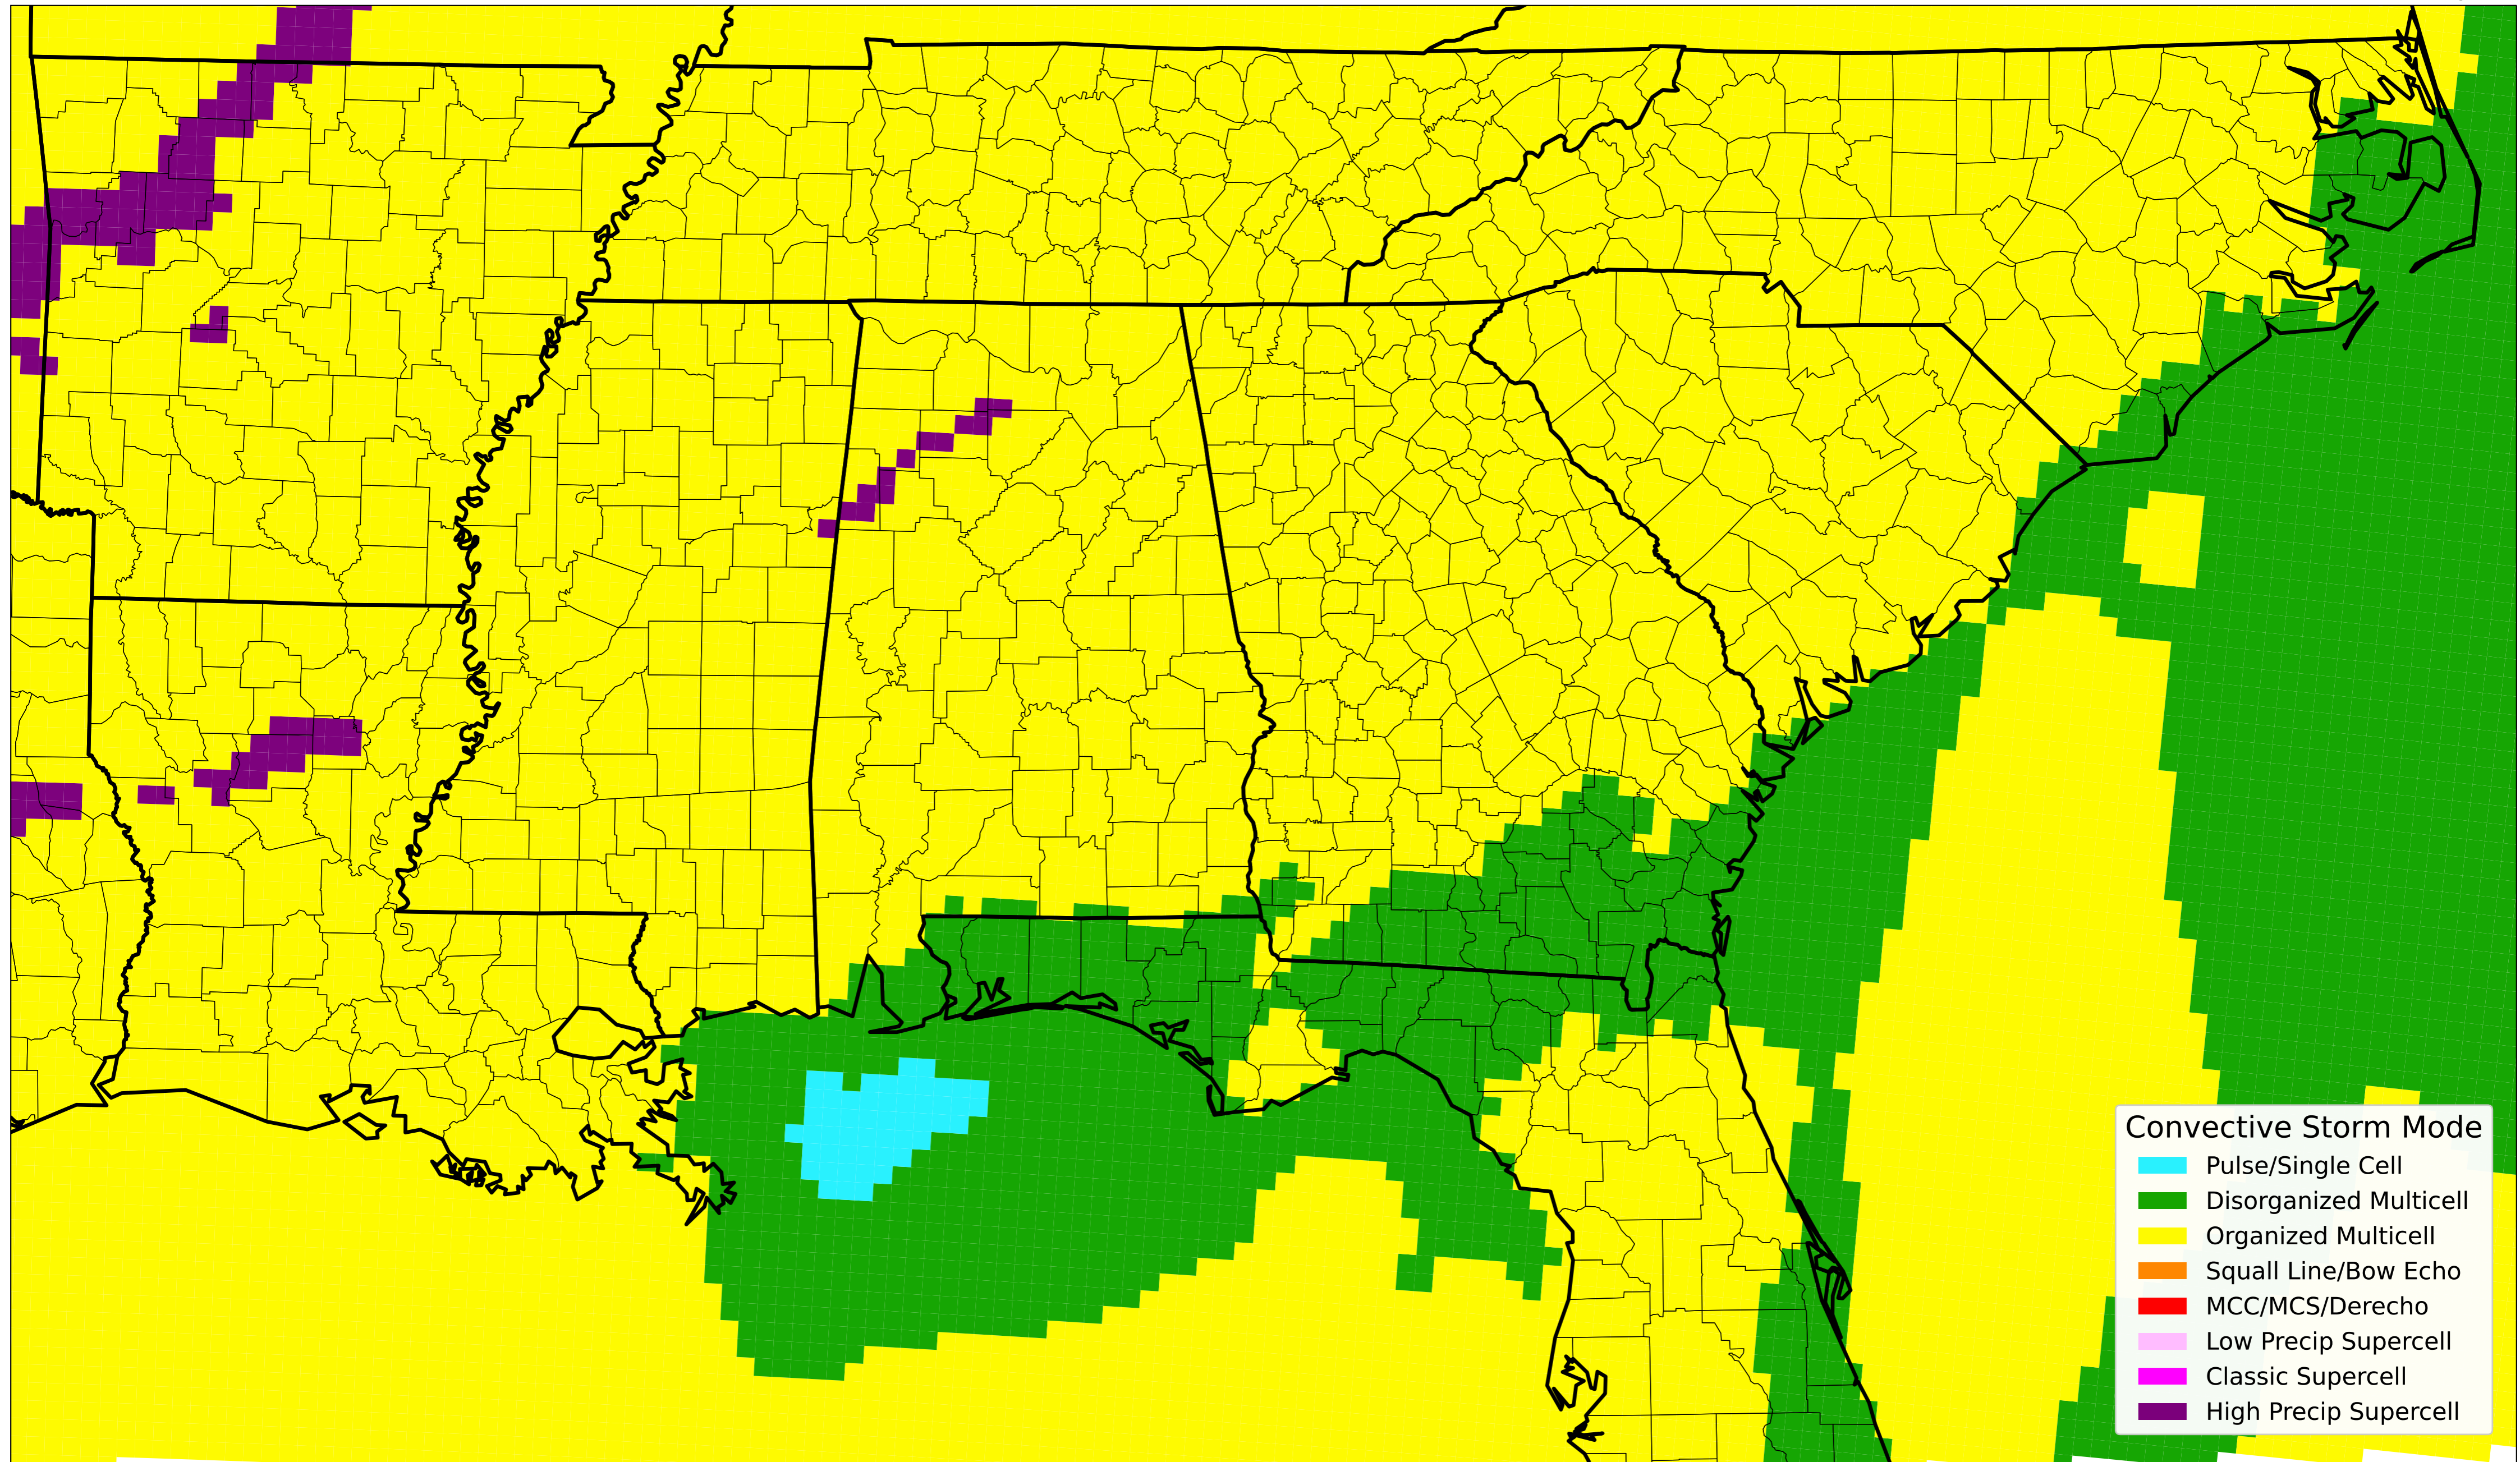 Convective Storm Mode
Pulse/Single Cell
Disorganized Multicell
Organized Multicell
Squall Line/Bow Echo
MCC/MCS/Derecho
Low Precip Supercell
Classic Supercell
High Precip Supercell